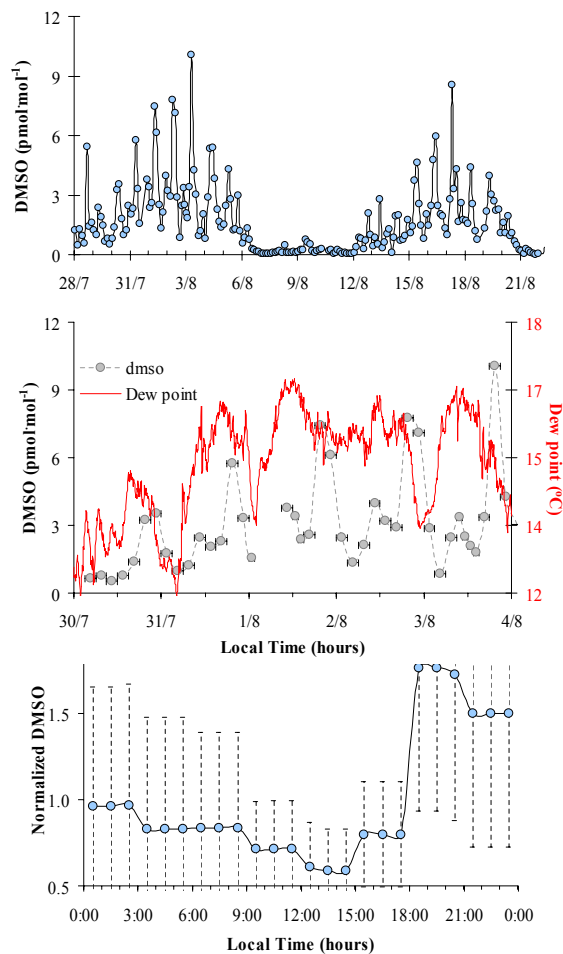 12
9
6
3
0
DMSO (pmol·mol⁻¹)
28/7 31/7 3/8 6/8 9/8 12/8 15/8 18/8 21/8
12
9
6
3
0
DMSO (pmol·mol⁻¹)
dmso
Dew point
18
17
15
14
12
Dew point (ºC)
30/7 31/7 1/8 2/8 3/8 4/8
Local Time (hours)
1.5
1.0
0.5
Normalized DMSO
0:00 3:00 6:00 9:00 12:00 15:00 18:00 21:00 0:00
Local Time (hours)